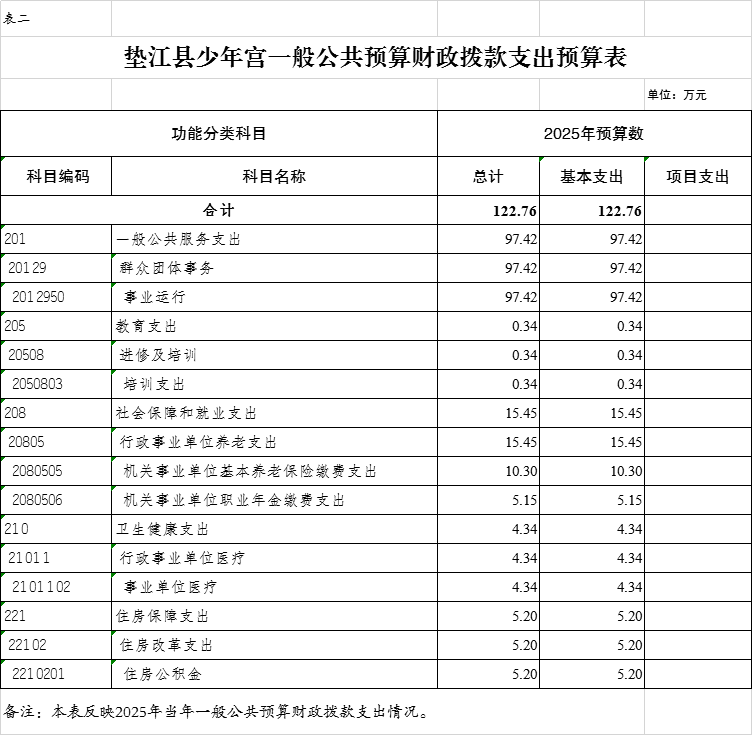 表二
垫江县少年宫一般公共预算财政拨款支出预算表
单位：万元
功能分类科目 2025年预算数
科目编码 科目名称 总计 基本支出 项目支出
合计 122.76 122.76
201 一般公共服务支出 97.42 97.42
20129 群众团体事务 97.42 97.42
2012950 事业运行 97.42 97.42
205 教育支出 0.34 0.34
20508 进修及培训 0.34 0.34
2050803 培训支出 0.34 0.34
208 社会保障和就业支出 15.45 15.45
20805 行政事业单位养老支出 15.45 15.45
2080505 机关事业单位基本养老保险缴费支出 10.30 10.30
2080506 机关事业单位职业年金缴费支出 5.15 5.15
210 卫生健康支出 4.34 4.34
21011 行政事业单位医疗 4.34 4.34
2101102 事业单位医疗 4.34 4.34
221 住房保障支出 5.20 5.20
22102 住房改革支出 5.20 5.20
2210201 住房公积金 5.20 5.20
备注：本表反映2025年当年一般公共预算财政拨款支出情况。